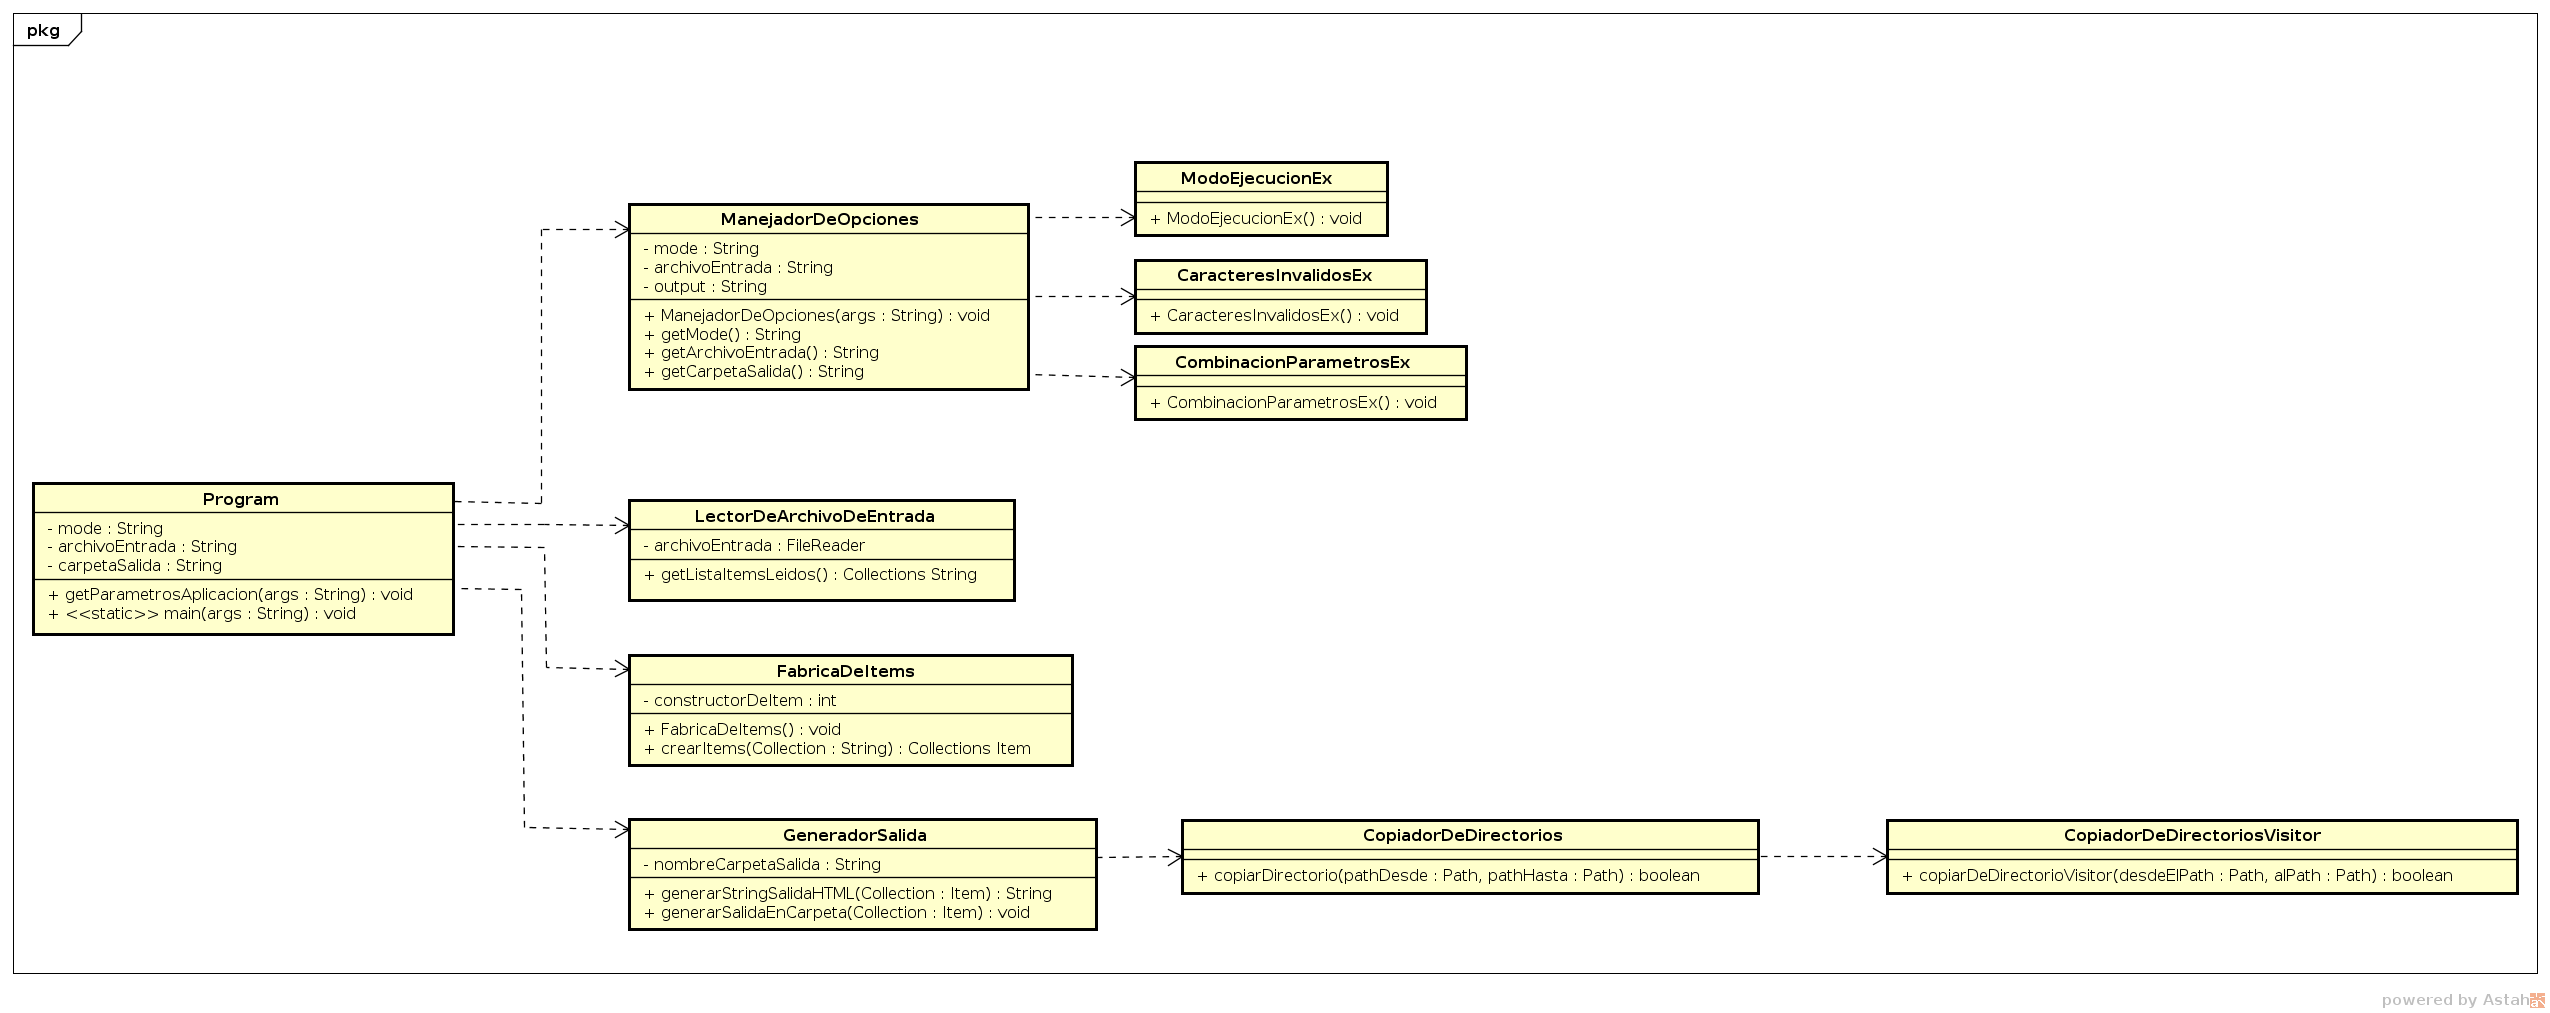 pkg
ModoEjecucionEx
+ ModoEjecucionEx() : void
ManejadorDeOpciones
- mode : String
- archivoEntrada : String
- output : String
+ ManejadorDeOpciones(args : String) : void
+ getMode() : String
+ getArchivoEntrada() : String
+ getCarpetaSalida() : String
CaracteresInvalidosEx
+ CaracteresInvalidosEx() : void
CombinacionParametrosEx
+ CombinacionParametrosEx() : void
Program
- mode : String
- archivoEntrada : String
- carpetaSalida : String
+ getParametrosAplicacion(args : String) : void
+ <<static>> main(args : String) : void
LectorDeArchivoDeEntrada
- archivoEntrada : FileReader
+ getListaItemsLeidos() : Collections String
FabricaDeItems
- constructorDeItem : int
+ FabricaDeItems() : void
+ crearItems(Collection : String) : Collections Item
GeneradorSalida
- nombreCarpetaSalida : String
+ generarStringSalidaHTML(Collection : Item) : String
+ generarSalidaEnCarpeta(Collection : Item) : void
CopiadorDeDirectorios
+ copiarDirectorio(pathDesde : Path, pathHasta : Path) : boolean
CopiadorDeDirectoriosVisitor
+ copiarDeDirectorioVisitor(desdeElPath : Path, alPath : Path) : boolean
powered by Astah